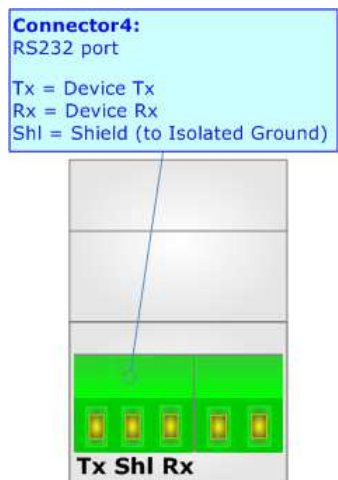 Connector4:
RS232 port
Tx = Device Tx
Rx = Device Rx
Shl = Shield (to Isolated Ground)
Tx Shl Rx